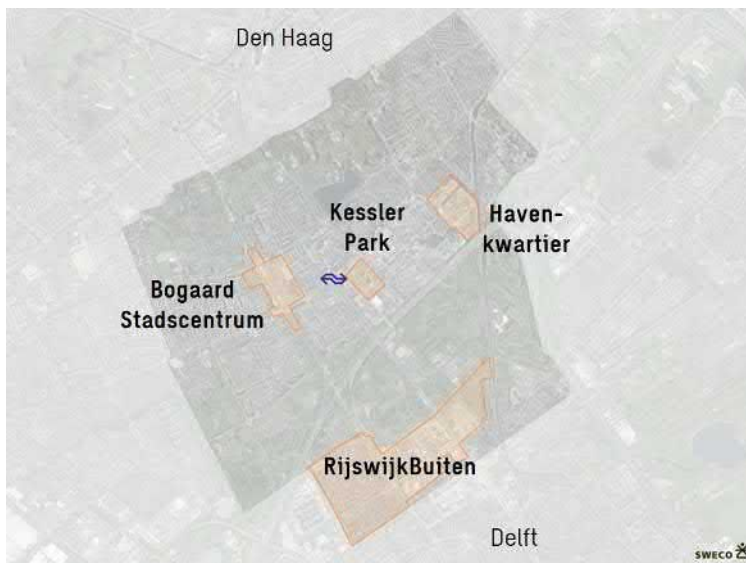 Den Haag
Kessler
Park
Haven-
kwartier
Bogaard
Stadscentrum
RijswijkBuiten
Delft
SWECO